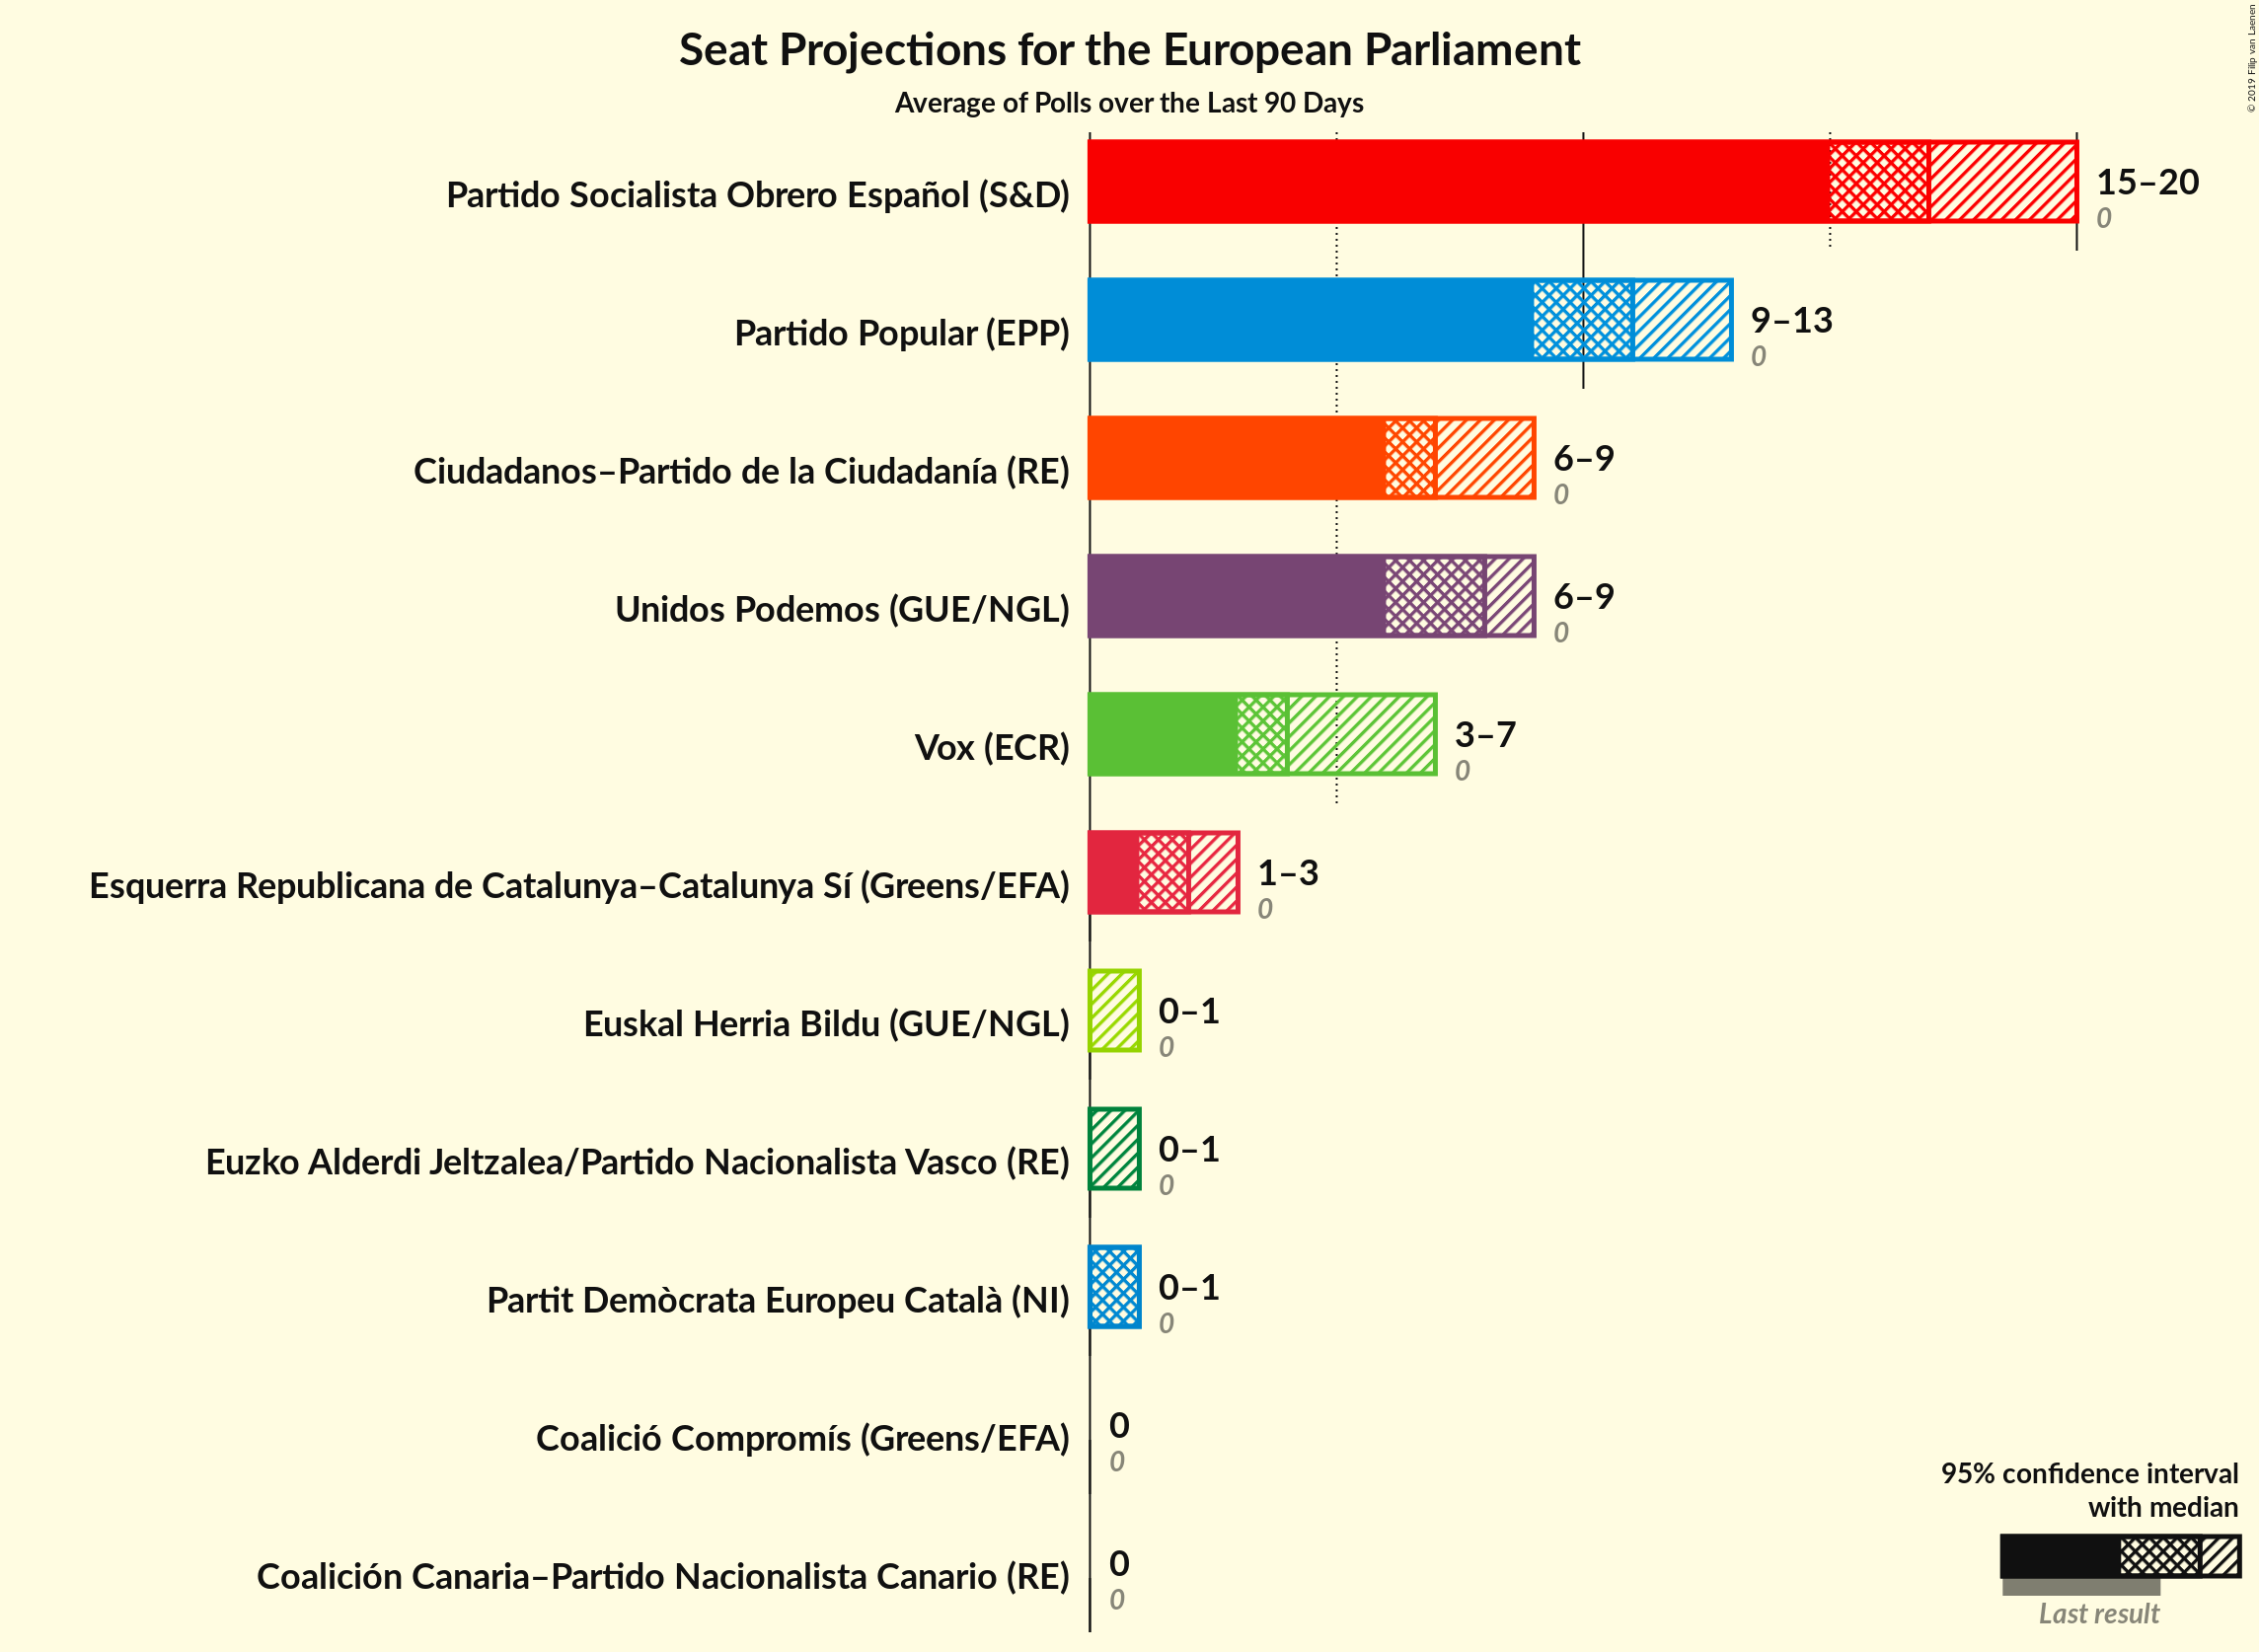 © 2019 Filip van Laenen
Seat Projections for the European Parliament
Average of Polls over the Last 90 Days
Partido Socialista Obrero Español (S&D)
15–20
0
Partido Popular (EPP)
9–13
0
Ciudadanos–Partido de la Ciudadanía (RE)
6–9
0
Unidos Podemos (GUE/NGL)
6–9
0
Vox (ECR)
3–7
0
Esquerra Republicana de Catalunya–Catalunya Sí (Greens/EFA)
1–3
0
Euskal Herria Bildu (GUE/NGL)
0–1
0
Euzko Alderdi Jeltzalea/Partido Nacionalista Vasco (RE)
0–1
0
Partit Demòcrata Europeu Català (NI)
0–1
0
Coalició Compromís (Greens/EFA)
0
0
Coalición Canaria–Partido Nacionalista Canario (RE)
0
0
95% confidence interval
with median
Last result